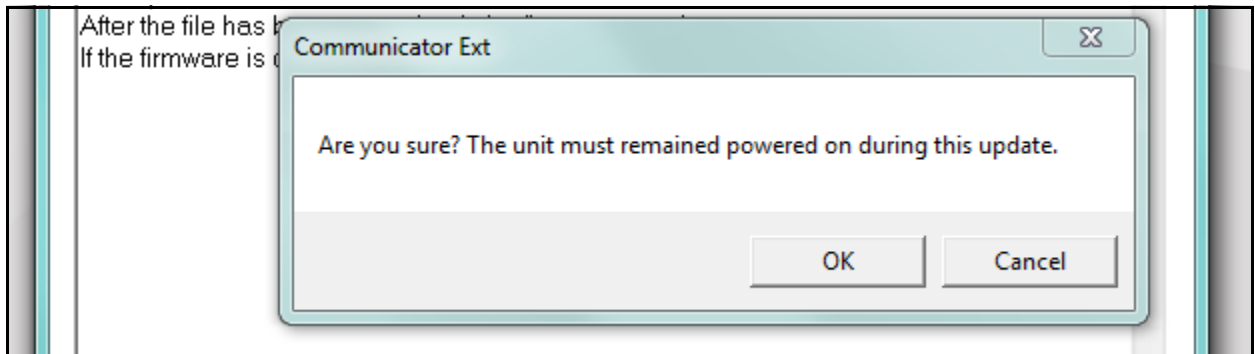 After the file has
If the firmware is
Communicator Ext
Are you sure? The unit must remained powered on during this update.
OK
Cancel